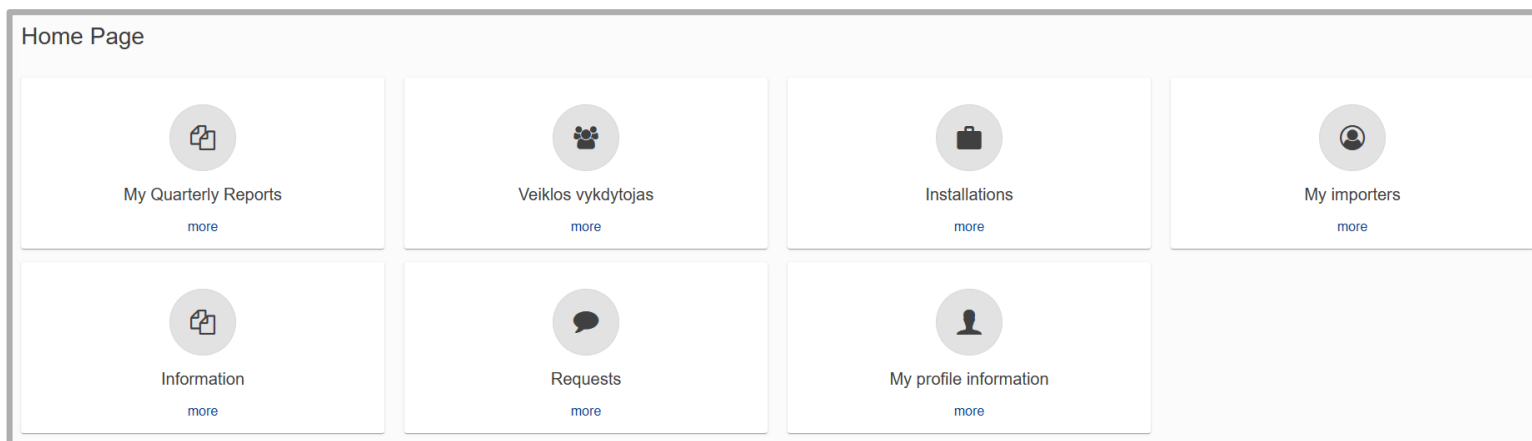 Home Page
My Quarterly Reports
more
Veiklos vykdytojas
more
Installations
more
My importers
more
Information
more
Requests
more
My profile information
more